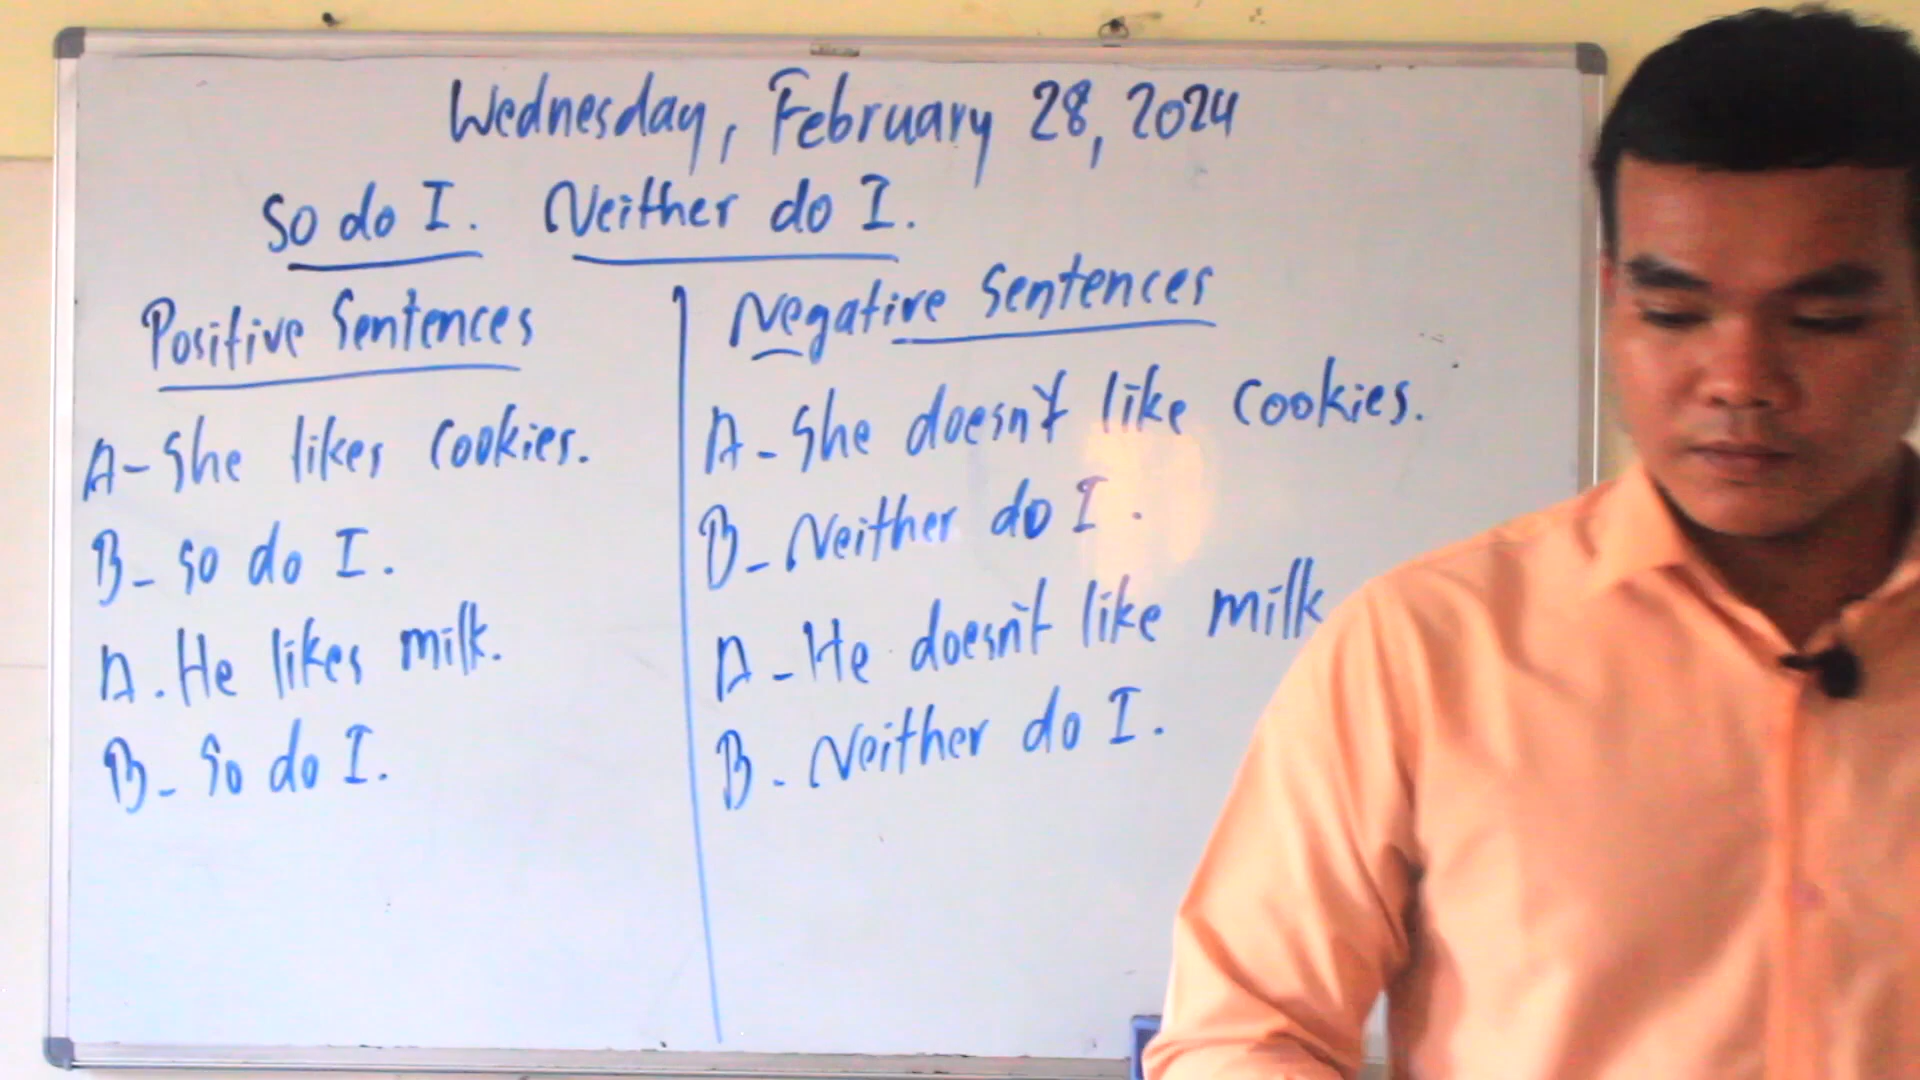 Wednesday, February 28, 2024
So do I. Neither do I.
Positive Sentences
A- She likes cookies.
B- So do I.
A. He likes milk.
B- So do I.
Negative Sentences
A- She doesn't like cookies.
B- Neither do I.
A- He doesn't like milk
B. Neither do I.